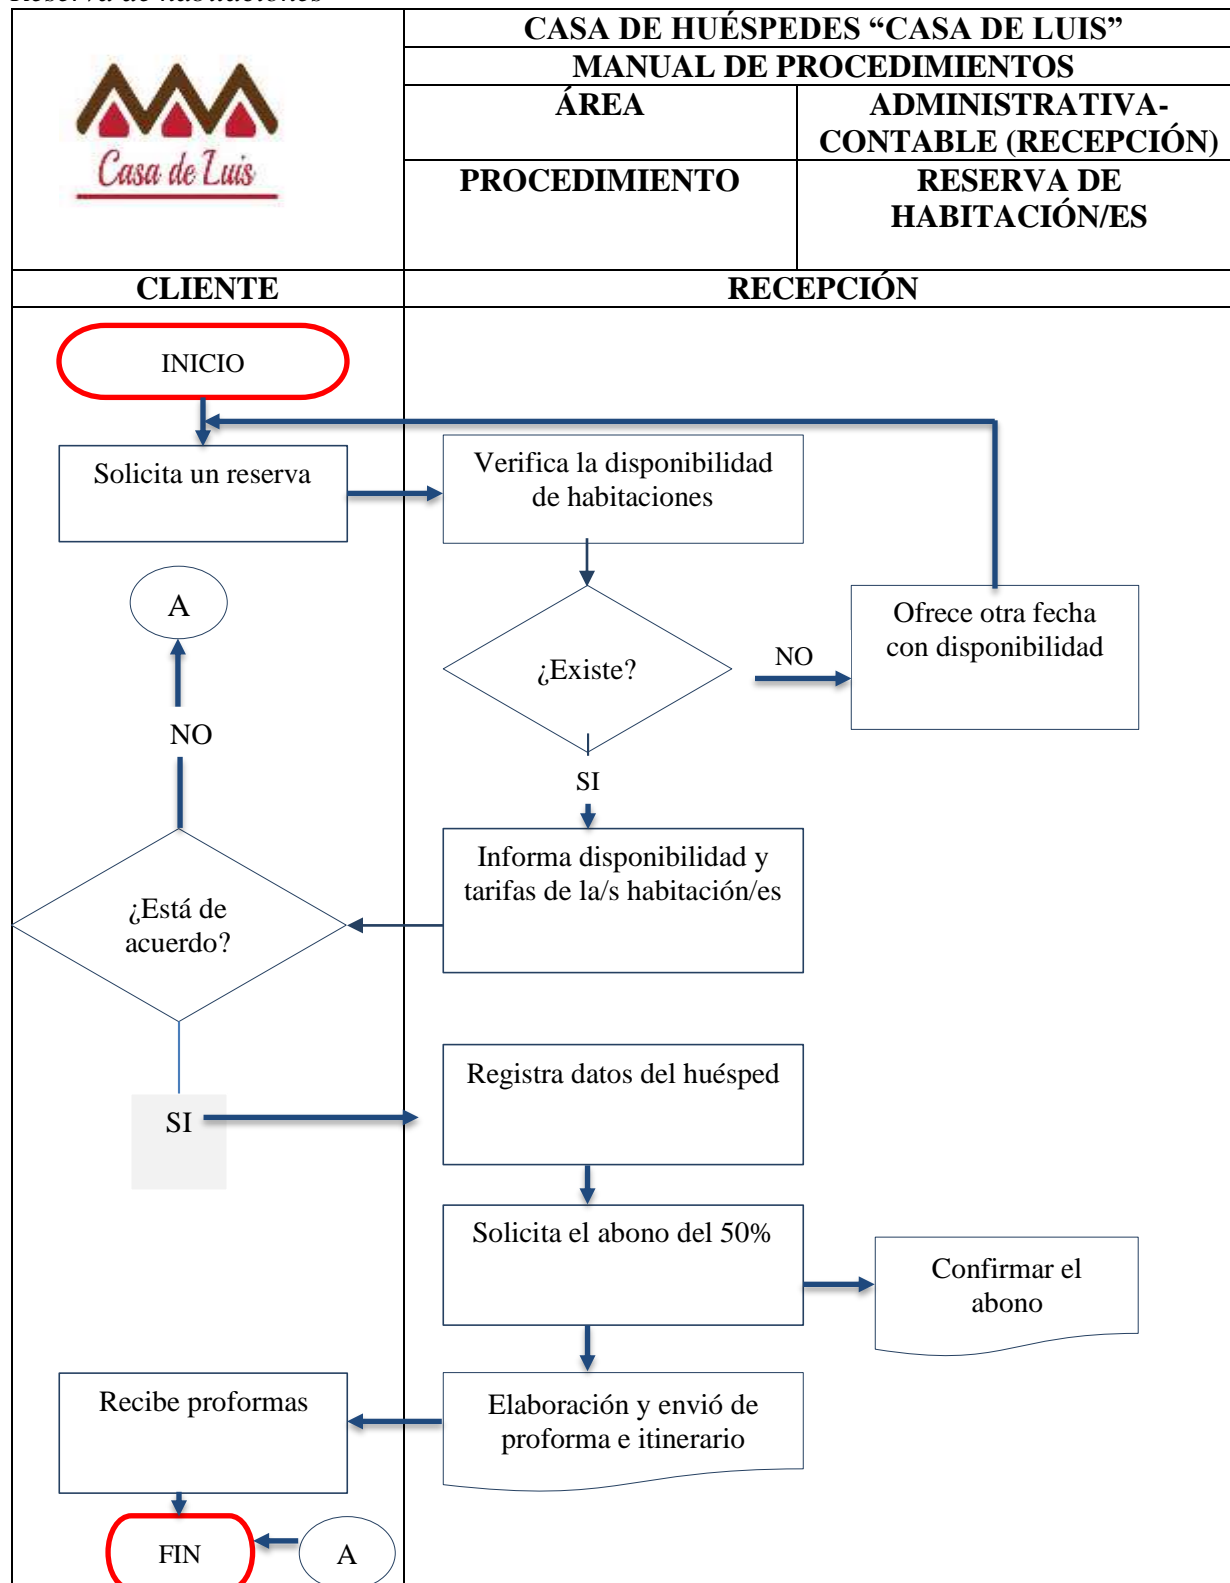 Reserva de habitaciones
CASA DE HUÉSPEDES “CASA DE LUIS”
MANUAL DE PROCEDIMIENTOS
ÁREA
ADMINISTRATIVA-
CONTABLE (RECEPCIÓN)
Casa de Luis
PROCEDIMIENTO
RESERVA DE
HABITACIÓN/ES
CLIENTE
RECEPCIÓN
INICIO
Solicita un reserva
Verifica la disponibilidad
de habitaciones
A
Ofrece otra fecha
con disponibilidad
¿Existe?
NO
NO
SI
Informa disponibilidad y
tarifas de la/s habitación/es
¿Está de
acuerdo?
Registra datos del huésped
SI
Solicita el abono del 50%
Confirmar el
abono
Recibe proformas
Elaboración y envió de
proforma e itinerario
FIN
A